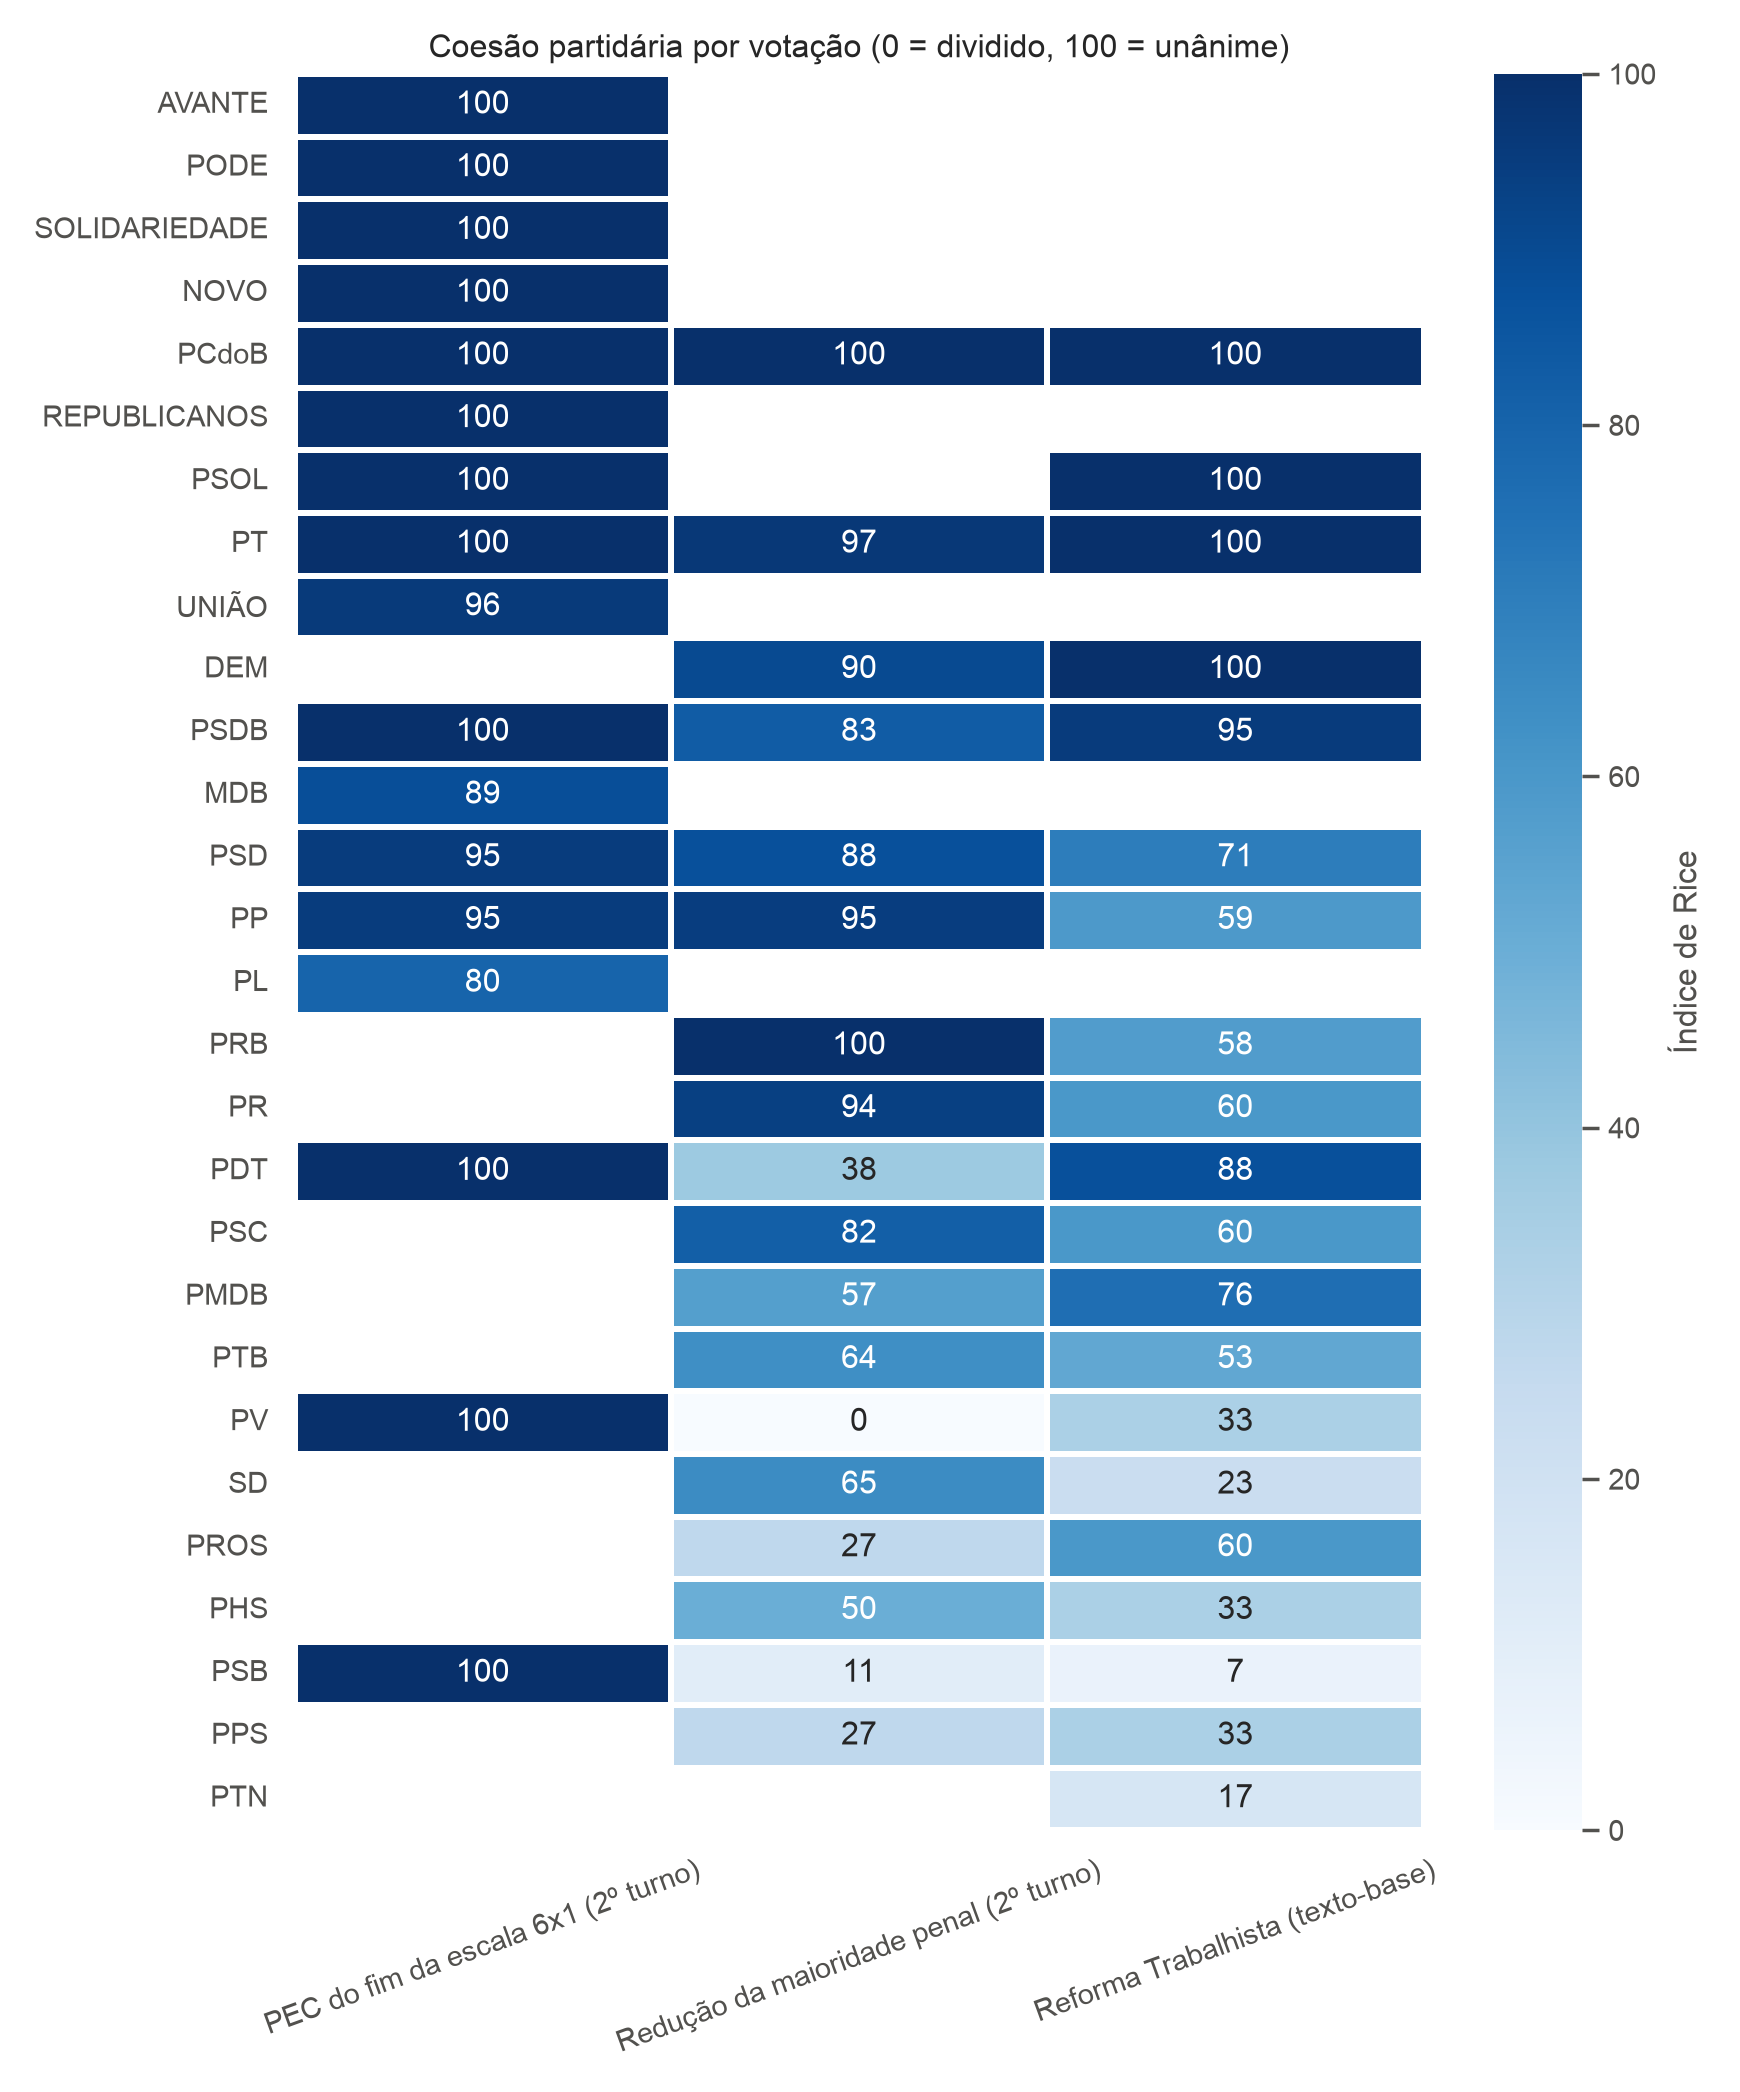 Coesão partidária por votação (0 = dividido, 100 = unânime)
AVANTE 100
PODE 100
SOLIDARIEDADE 100
NOVO 100
PCdoB 100 100 100
REPUBLICANOS 100
PSOL 100 100
PT 100 97 100
UNIÃO 96
DEM 90 100
PSDB 100 83 95
MDB 89
PSD 95 88 71
PP 95 95 59
PL 80
PRB 100 58
PR 94 60
PDT 100 38 88
PSC 82 60
PMDB 57 76
PTB 64 53
PV 100 0 33
SD 65 23
PROS 27 60
PHS 50 33
PSB 100 11 7
PPS 27 33
PTN 17
PEC do fim da escala 6x1 (2º turno)
Redução da maioridade penal (2º turno)
Reforma Trabalhista (texto-base)
100
80
60
40
20
0
Índice de Rice